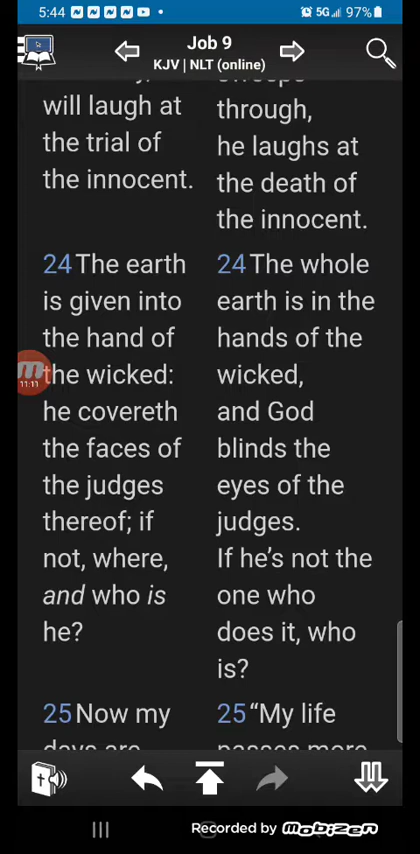 5:44
5G 97%
Job 9
KJV | NLT (online)
will laugh at
the trial of
the innocent.
24 The earth
is given into
the hand of
the wicked:
he covereth
the faces of
the judges
thereof; if
not, where,
and who is
he?
25 Now my
days are
through,
he laughs at
the death of
the innocent.
24 The whole
earth is in the
hands of the
wicked,
and God
blinds the
eyes of the
judges.
If he's not the
one who
does it, who
is?
25 “My life
passes more
11:11
Recorded by Mobizen